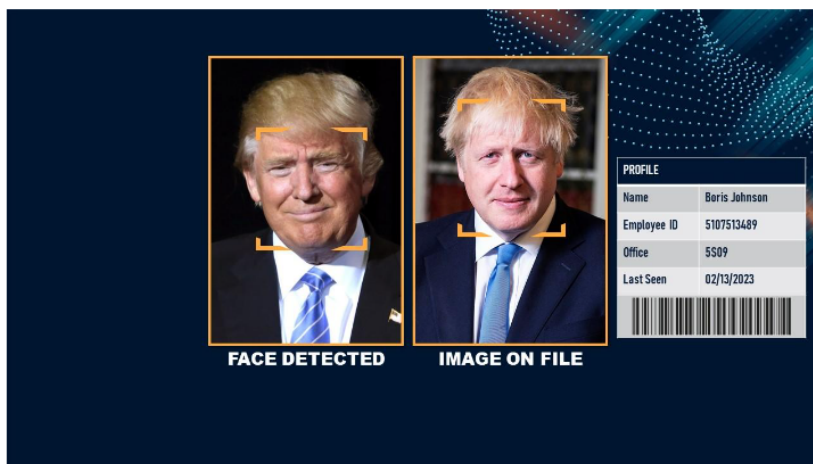 FACE DETECTED
IMAGE ON FILE
PROFILE
Name Boris Johnson
Employee ID 5107513489
Office 5S09
Last Seen 02/13/2023